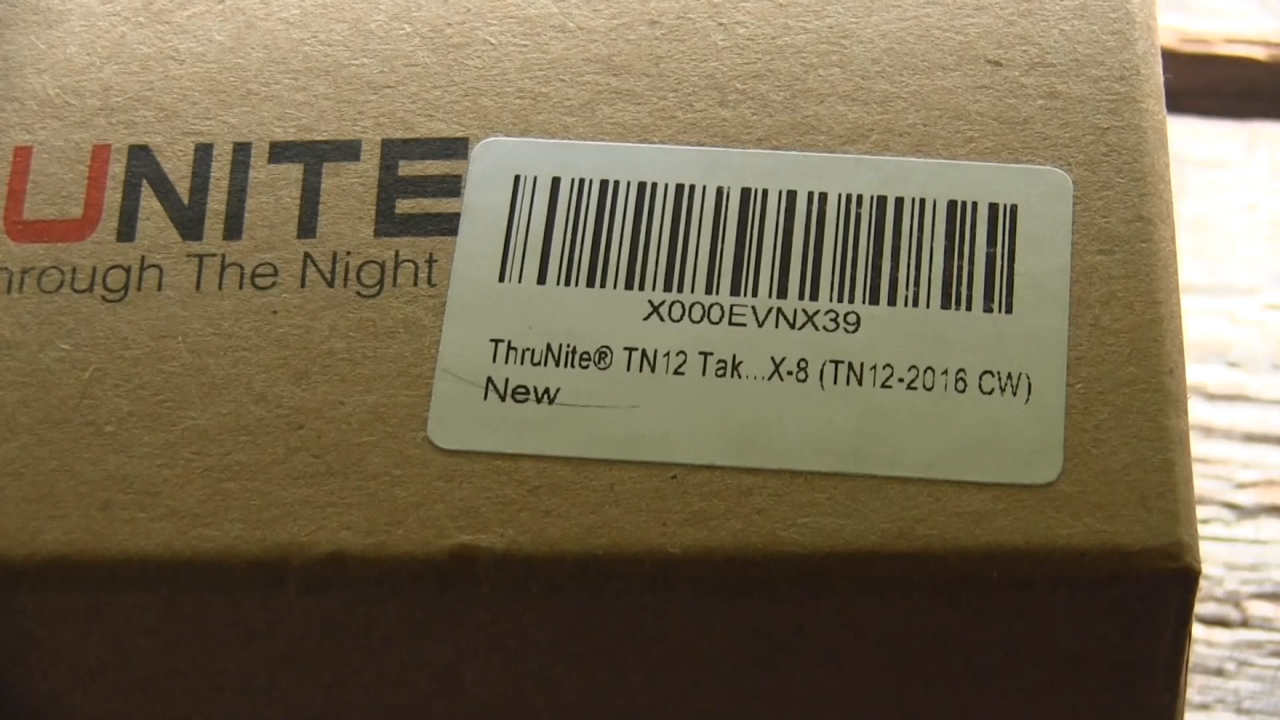 UNITE
hrough The Night
X000EVNX39
ThruNite® TN12 Tak...X-8 (TN12-2016 CW)
New